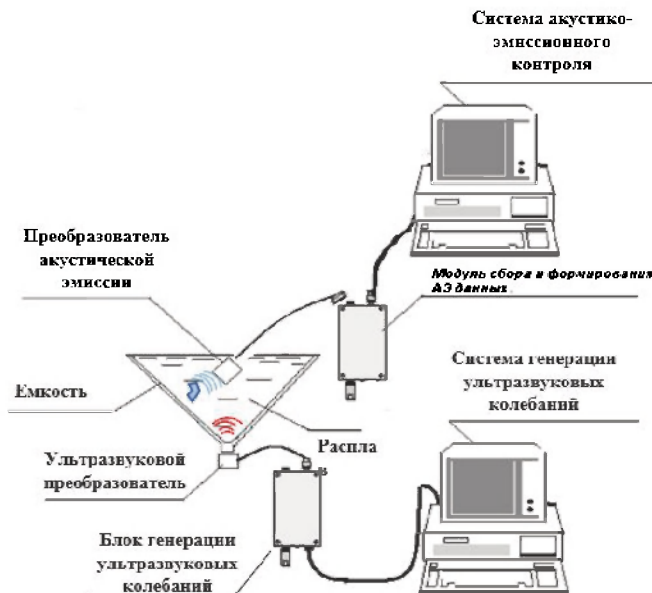 Система акустико-
эмиссионного
контроля
Преобразователь
акустической
эмиссии
Модуль сбора и формирования
АЭ данных
Система генерации
ультразвуковых
колебаний
Емкость
Распла
Ультразвуковой
преобразователь
Блок генерации
ультразвуковых
колебаний